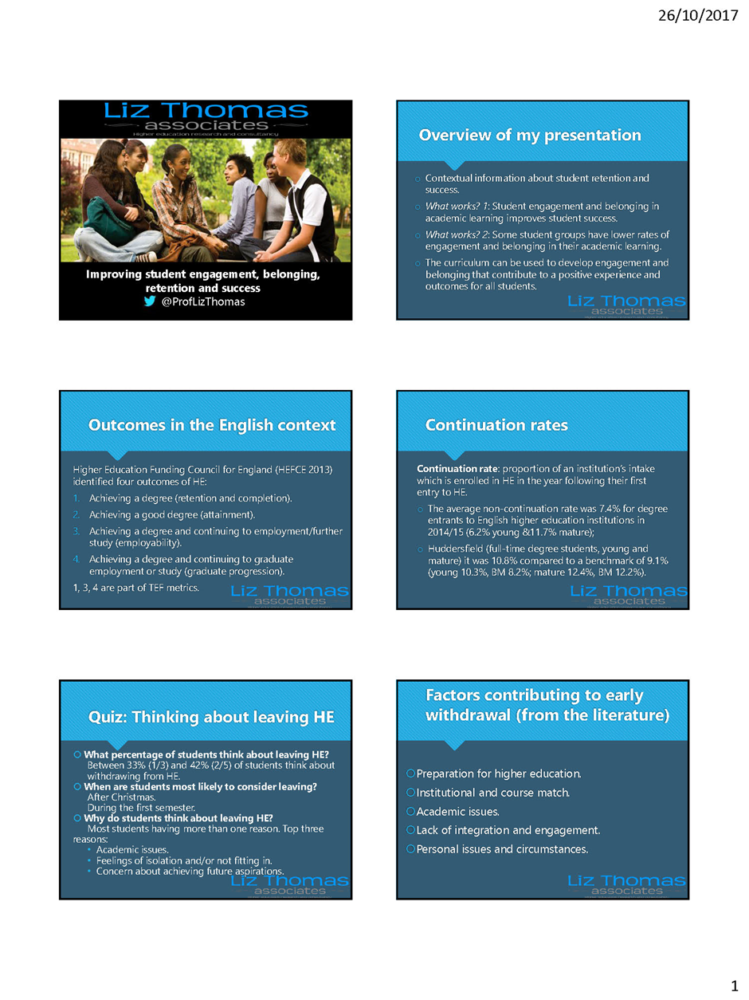 26/10/2017
Liz Thomas
associates
Higher education research and consultancy
Improving student engagement, belonging,
retention and success
@ProfLizThomas
Overview of my presentation
o Contextual information about student retention and
success.
o What works? 1: Student engagement and belonging in
academic learning improves student success.
o What works? 2: Some student groups have lower rates of
engagement and belonging in their academic learning.
o The curriculum can be used to develop engagement and
belonging that contribute to a positive experience and
outcomes for all students.
Liz Thomas
associates
Outcomes in the English context
Higher Education Funding Council for England (HEFCE 2013)
identified four outcomes of HE:
1. Achieving a degree (retention and completion).
2. Achieving a good degree (attainment).
3. Achieving a degree and continuing to employment/further
study (employability).
4. Achieving a degree and continuing to graduate
employment or study (graduate progression).
1, 3, 4 are part of TEF metrics.
Liz Thomas
associates
Continuation rates
Continuation rate: proportion of an institution's intake
which is enrolled in HE in the year following their first
entry to HE.
o The average non-continuation rate was 7.4% for degree
entrants to English higher education institutions in
2014/15 (6.2% young &11.7% mature);
o Huddersfield (full-time degree students, young and
mature) it was 10.8% compared to a benchmark of 9.1%
(young 10.3%, BM 8.2%; mature 12.4%, BM 12.2%).
Liz Thomas
associates
Quiz: Thinking about leaving HE
O What percentage of students think about leaving HE?
Between 33% (1/3) and 42% (2/5) of students think about
withdrawing from HE.
O When are students most likely to consider leaving?
After Christmas.
During the first semester.
O Why do students think about leaving HE?
Most students having more than one reason. Top three
reasons:
• Academic issues.
• Feelings of isolation and/or not fitting in.
• Concern about achieving future aspirations.
Liz Thomas
associates
Factors contributing to early
withdrawal (from the literature)
O Preparation for higher education.
O Institutional and course match.
O Academic issues.
O Lack of integration and engagement.
O Personal issues and circumstances.
Liz Thomas
associates
1